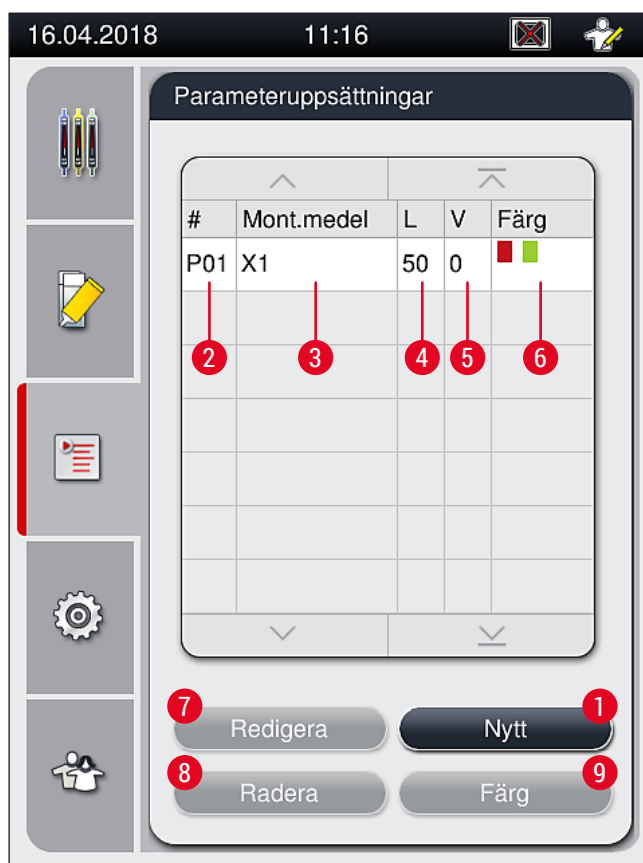 16.04.2018 11:16
Parameteruppsättningar
# Mont.medel L V Färg
P01 X1 50 0
2 3 4 5 6
7 1
Redigera Nytt
8 9
Radera Färg